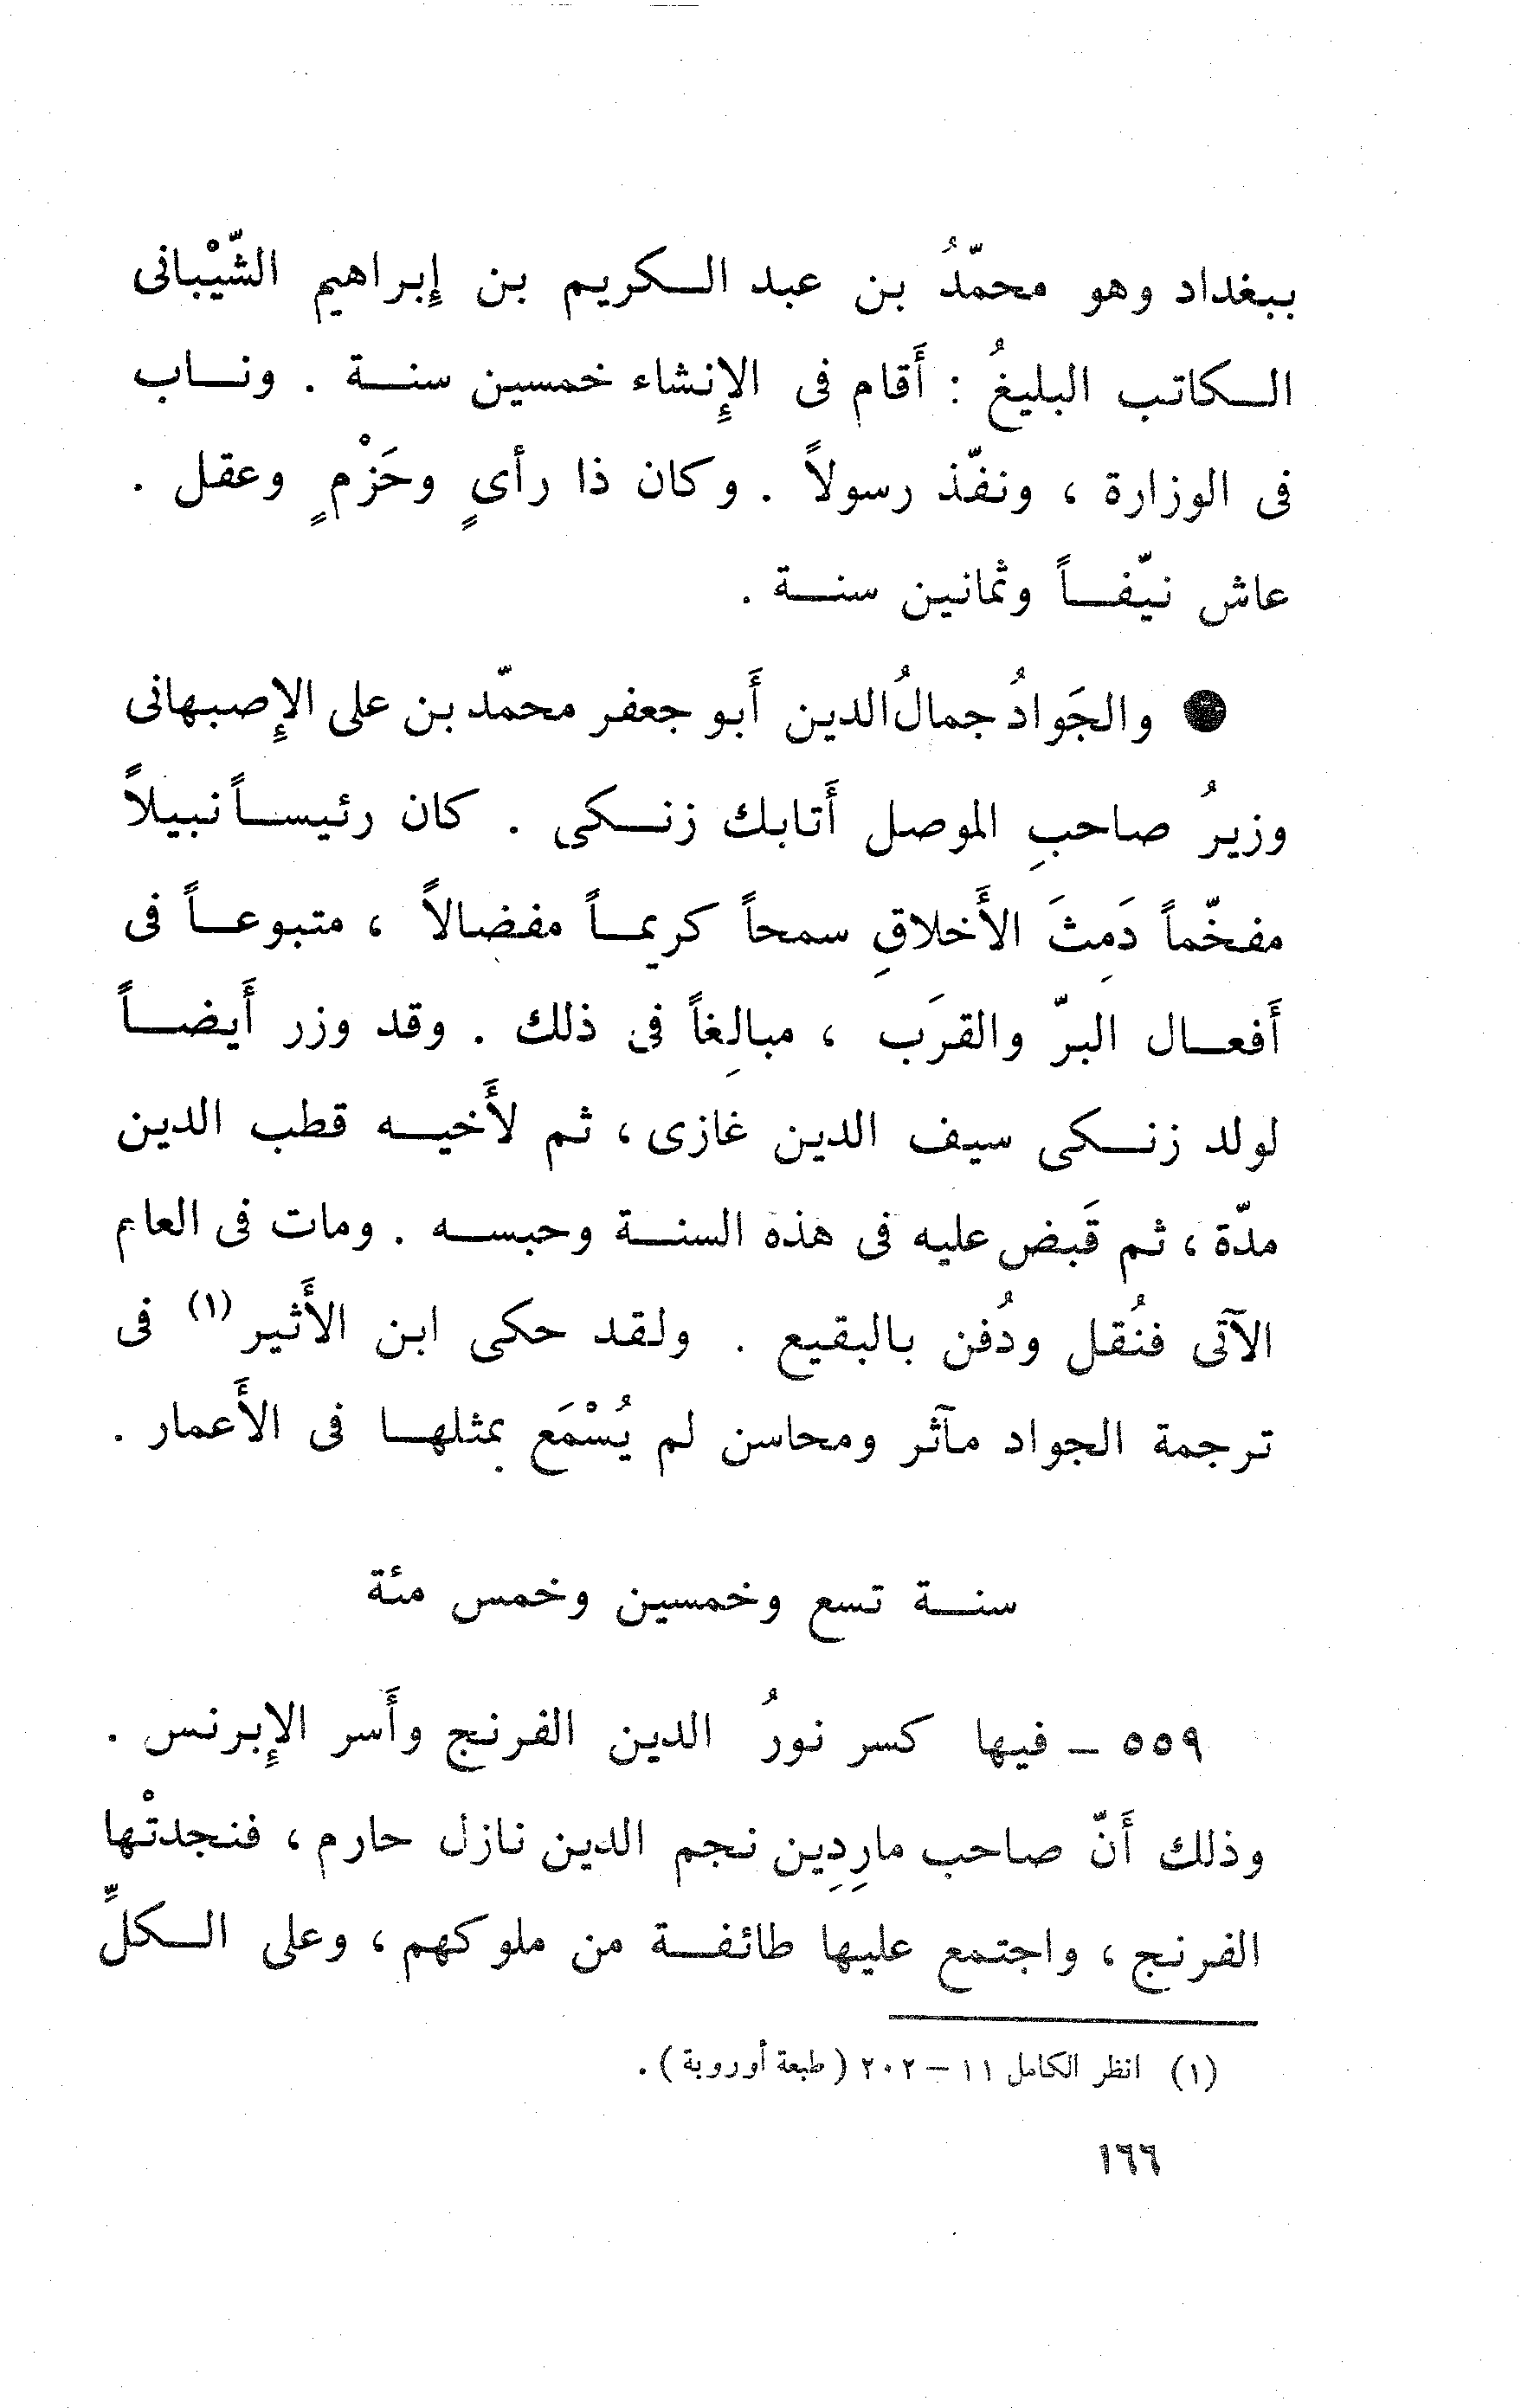 ببغداد وهو محمّدُ بن عبد الكريم بن إبراهيم الشّيْبانى
الكاتب البليغُ : أَقام فى الإِنشاء خمسين سنة . وناب
فى الوزارة ، ونفّذ رسولاً . وكان ذا رأىٍ وحَزْمٍ وعقل .
عاش نيّفاً وثمانين سنة .
● والجَوادُ جمالُ الدين أَبو جعفر محمّد بن على الإِصبهانى
وزيرُ صاحبِ الموصل أَتابك زنكى . كان رئيساً نبيلاً
مفخّماً دَمِثَ الأَخلاقِ سمحاً كريماً مفضالاً ، متبوعاً فى
أَفعال البرّ والقرَب ، مبالِغاً فى ذلك . وقد وزر أَيضاً
لولد زنكى سيف الدين غازى ، ثم لأَخيه قطب الدين
مدّة ، ثم قَبض عليه فى هذه السنة وحبسه . ومات فى العام
الآتى فنُقل ودُفن بالبقيع . ولقد حكى ابن الأَثير (١) فى
ترجمة الجواد مآثر ومحاسن لم يُسْمَع بمثلها فى الأَعمار .
سنة تسع وخمسين وخمس مئة
٥٥٩ – فيها كسر نورُ الدين الفرنج وأَسر الإِبرنس .
وذلك أَنّ صاحب مارِدِين نجم الدين نازل حارم ، فنجدتْها
الفرنج ، واجتمع عليها طائفة من ملوكهم ، وعلى الكلِّ
(١) انظر الكامل ١١ – ٢٠٢ (طبعة أوروبة) .
١٦٦